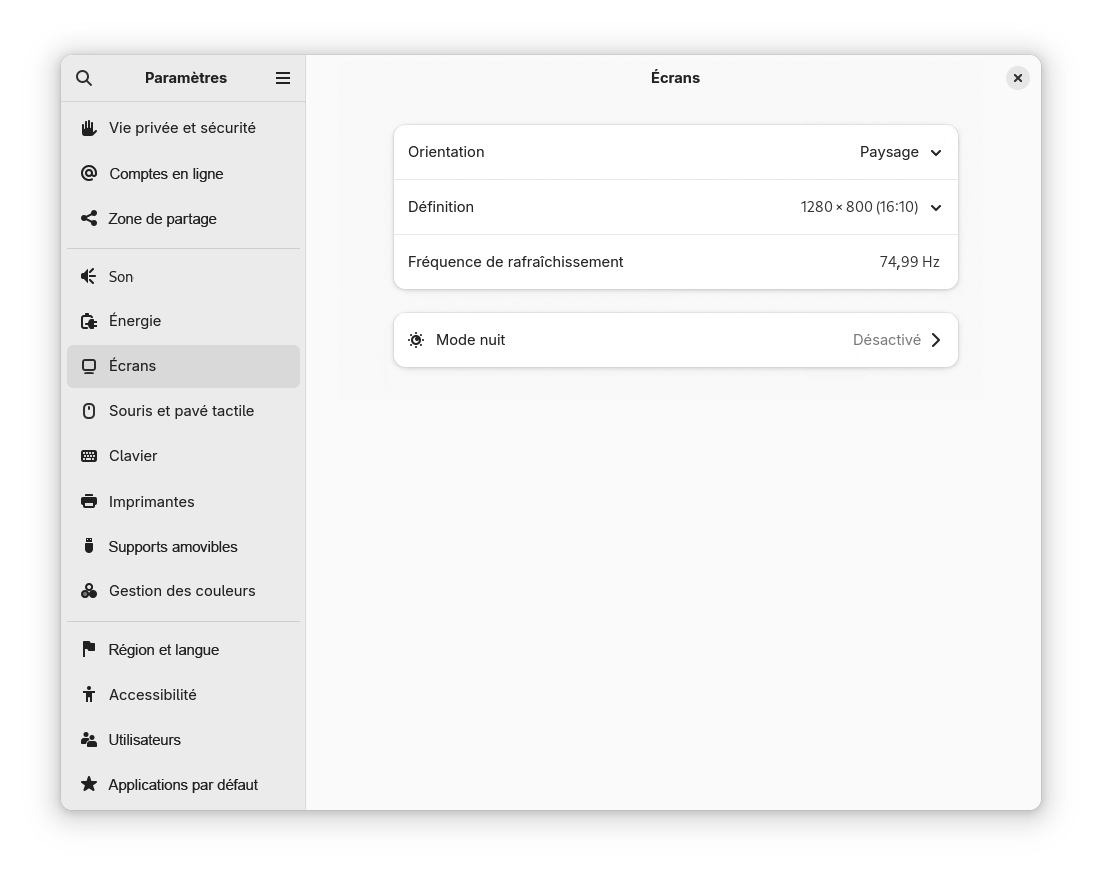 Paramètres
Vie privée et sécurité
Comptes en ligne
Zone de partage
Son
Énergie
Écrans
Souris et pavé tactile
Clavier
Imprimantes
Supports amovibles
Gestion des couleurs
Région et langue
Accessibilité
Utilisateurs
Applications par défaut
Écrans
Orientation Paysage
Définition 1280 × 800 (16:10)
Fréquence de rafraîchissement 74,99 Hz
Mode nuit Désactivé